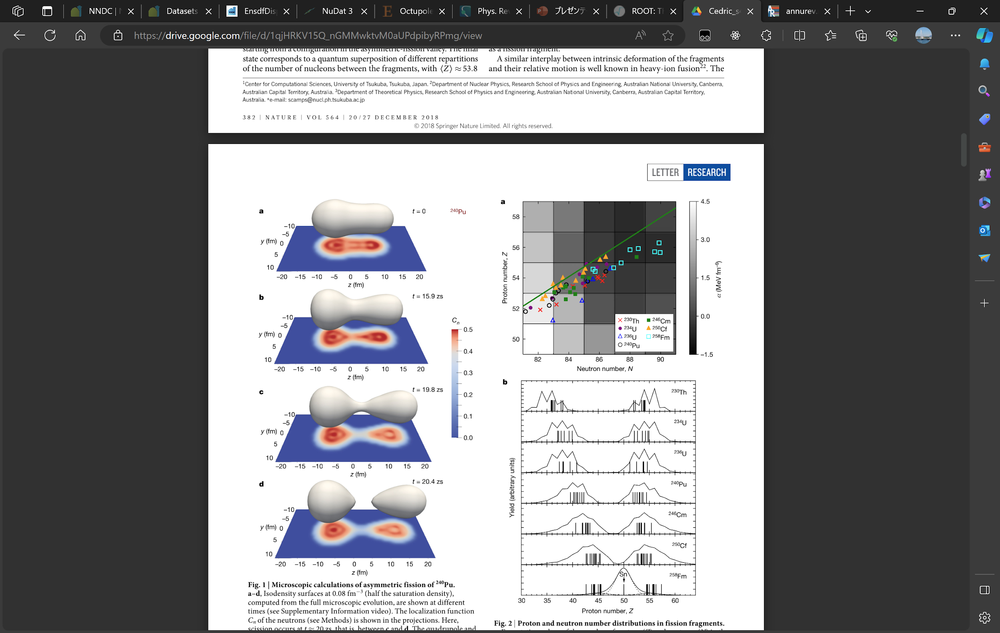 NNDC |
Datasets
EnsdfDis
NuDat 3
Octupole
Phys. Re
プレゼンテ
ROOT: T
Cedric_s
annurev.
https://drive.google.com/file/d/1qjHRKV15Q_nGMMwktvM0aUPdpibyRPmg/view
starting from a configuration in the asymmetric-fission valley. The final
state corresponds to a quantum superposition of different repartitions
of the number of nucleons between the fragments, with ⟨Z⟩ ≈ 53.8
as a fission fragment.
A similar interplay between intrinsic deformation of the fragments
and their relative motion is well known in heavy-ion fusion²². The
¹Center for Computational Sciences, University of Tsukuba, Tsukuba, Japan. ²Department of Nuclear Physics, Research School of Physics and Engineering, Australian National University, Canberra,
Australian Capital Territory, Australia. ³Department of Theoretical Physics, Research School of Physics and Engineering, Australian National University, Canberra, Australian Capital Territory,
Australia. *e-mail: scamps@nucl.ph.tsukuba.ac.jp
382 | NATURE | VOL 564 | 20/27 DECEMBER 2018
© 2018 Springer Nature Limited. All rights reserved.
LETTER RESEARCH
a
t = 0
²⁴⁰Pu
−10
−5
y (fm) 0
5
10
−20 −15 −10 −5 0 5 10 15 20
z (fm)
b
t = 15.9 zs
−10
−5
y (fm) 0
5
10
−20 −15 −10 −5 0 5 10 15 20
z (fm)
Cₙ
0.5
0.4
0.3
0.2
0.1
0.0
c
t = 19.8 zs
−10
−5
y (fm) 0
5
10
−20 −15 −10 −5 0 5 10 15 20
z (fm)
d
t = 20.4 zs
−10
−5
y (fm) 0
5
10
−20 −15 −10 −5 0 5 10 15 20
z (fm)
Fig. 1 | Microscopic calculations of asymmetric fission of ²⁴⁰Pu.
a–d, Isodensity surfaces at 0.08 fm⁻³ (half the saturation density),
computed from the full microscopic evolution, are shown at different
times (see Supplementary Information video). The localization function
Cₙ of the neutrons (see Methods) is shown in the projections. Here,
scission occurs at t ≈ 20 zs, that is, between c and d. The quadrupole and
a
58
56
54
52
50
Proton number, Z
82 84 86 88 90
Neutron number, N
²³⁰Th ²⁴⁶Cm
²³⁴U ²⁵⁰Cf
²³⁶U ²⁵⁸Fm
²⁴⁰Pu
4.5
3.0
1.5
0.0
−1.5
α (MeV fm⁻⁶)
b
²³⁰Th
²³⁴U
²³⁶U
²⁴⁰Pu
²⁴⁶Cm
²⁵⁰Cf
Sn
²⁵⁸Fm
Yield (arbitrary units)
30 35 40 45 50 55 60
Proton number, Z
Fig. 2 | Proton and neutron number distributions in fission fragments.